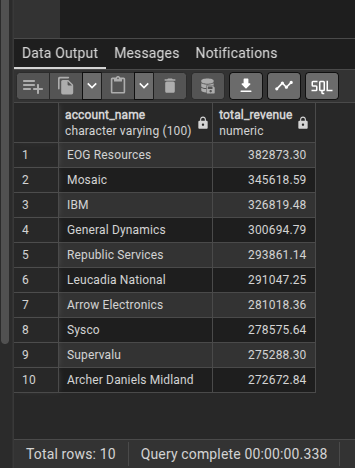 Data Output Messages Notifications
SQL
account_name total_revenue
character varying (100) numeric
1 EOG Resources 382873.30
2 Mosaic 345618.59
3 IBM 326819.48
4 General Dynamics 300694.79
5 Republic Services 293861.14
6 Leucadia National 291047.25
7 Arrow Electronics 281018.36
8 Sysco 278575.64
9 Supervalu 275288.30
10 Archer Daniels Midland 272672.84
Total rows: 10 Query complete 00:00:00.338